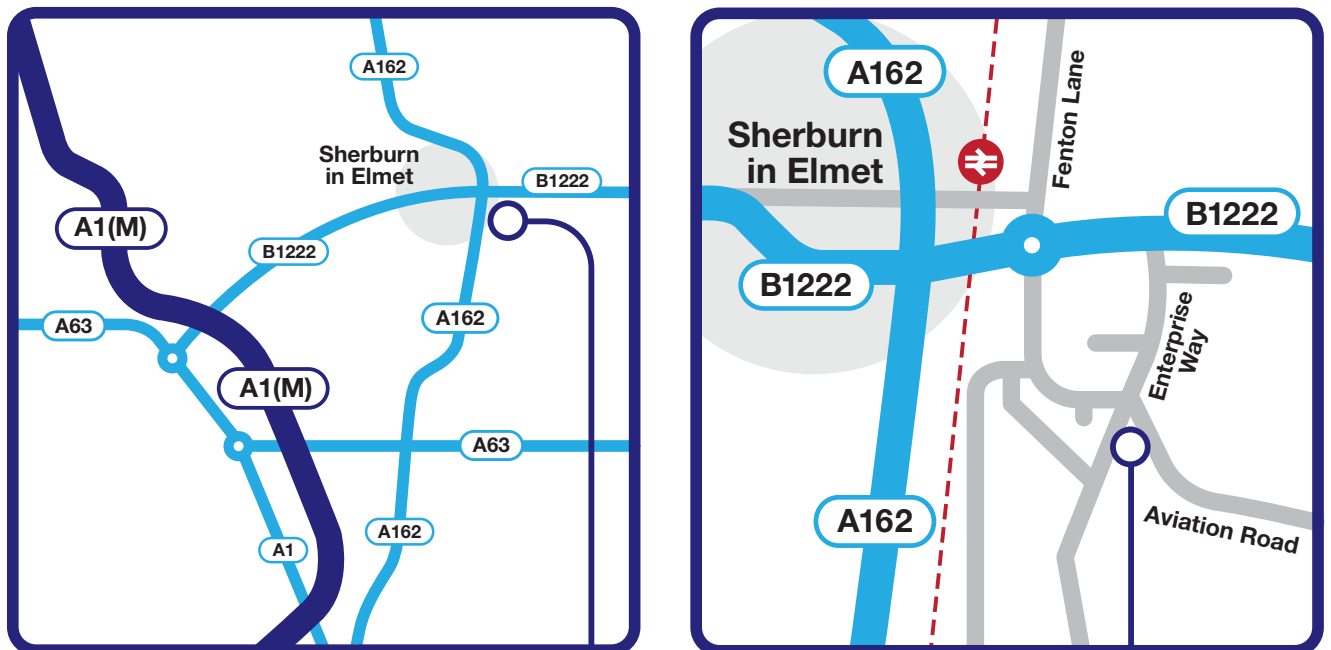 A162
Sherburn
in Elmet
B1222
A1(M)
B1222
A63
A162
A1(M)
A63
A162
A1
A162
Fenton Lane
Sherburn
in Elmet
B1222
B1222
Enterprise
Way
A162
Aviation Road